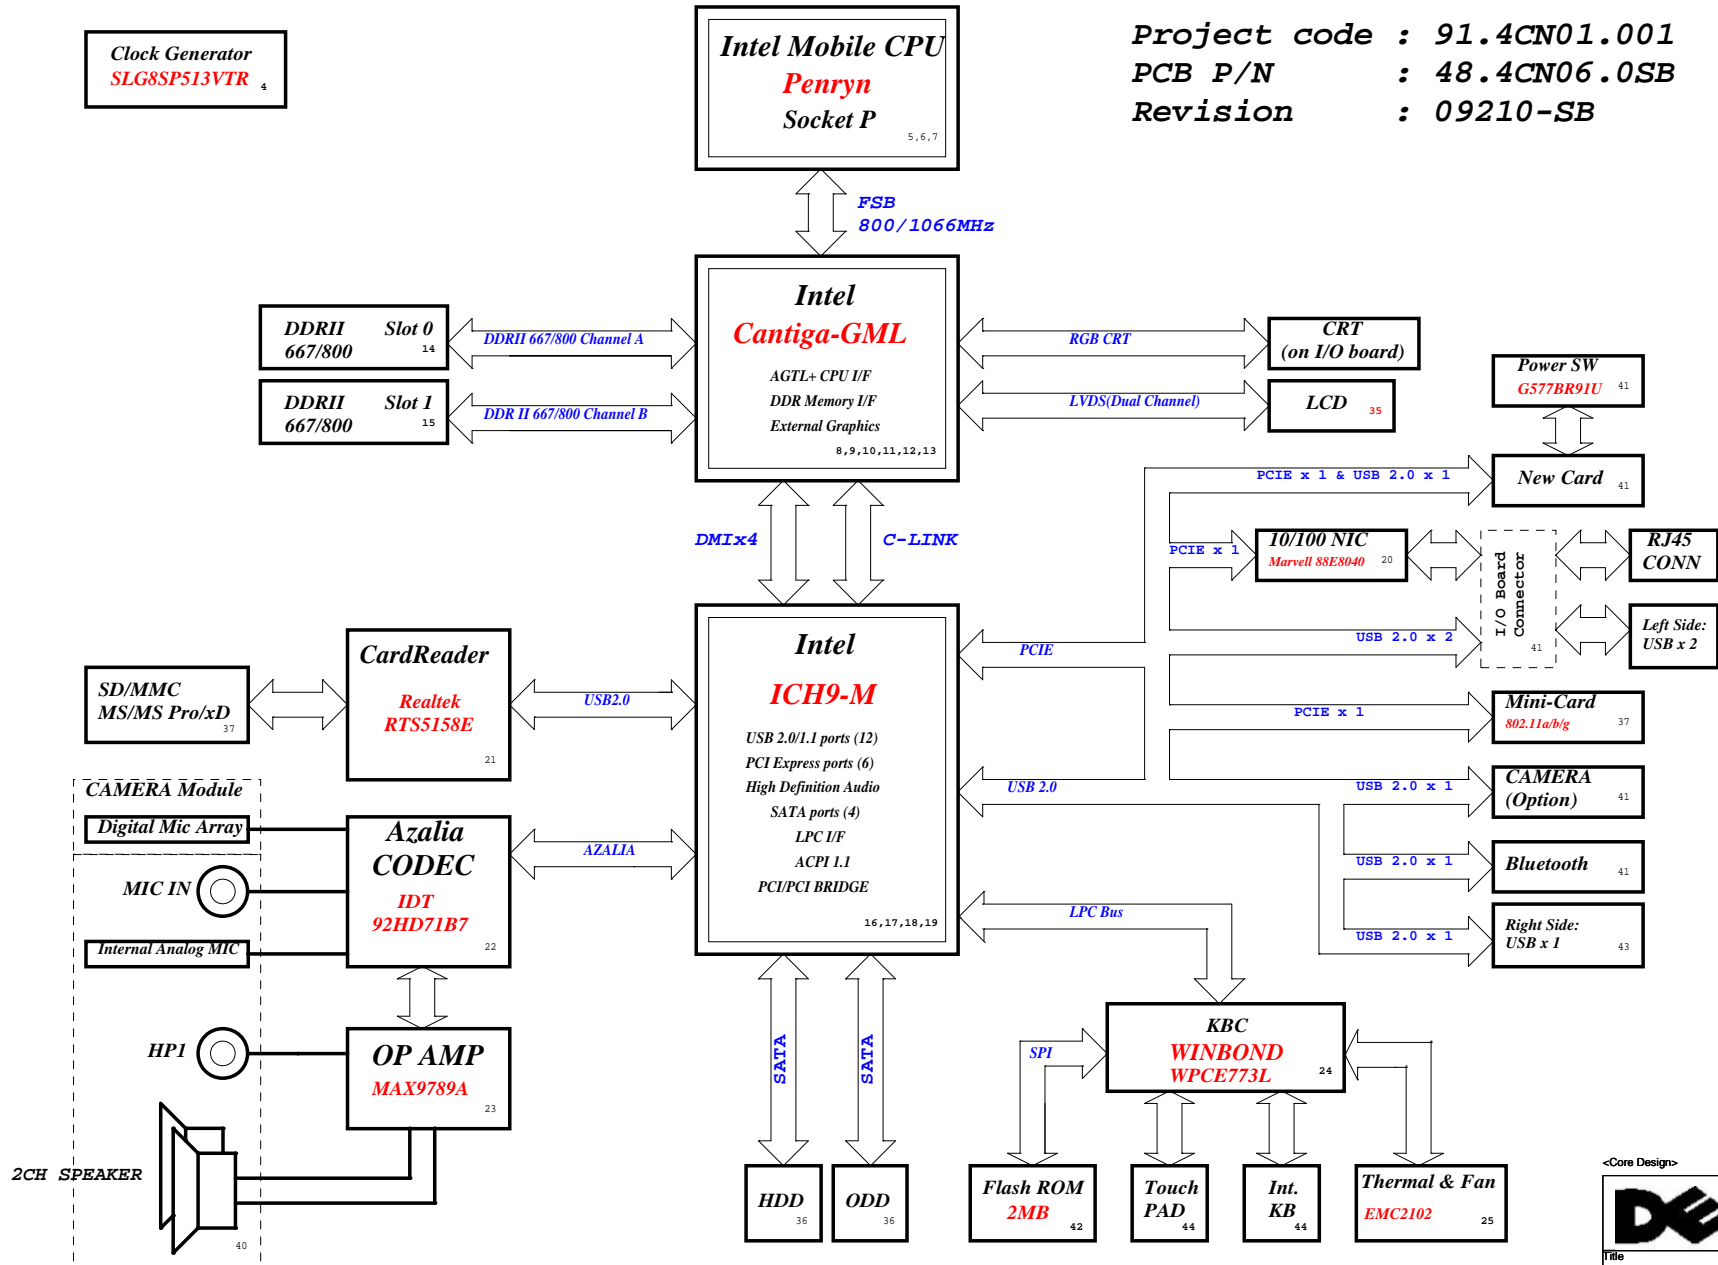 Project code : 91.4CN01.001
PCB P/N : 48.4CN06.0SB
Revision : 09210-SB
Clock Generator
SLG8SP513VTR 4
Intel Mobile CPU
Penryn
Socket P
5,6,7
FSB
800/1066MHz
Intel
Cantiga-GML
AGTL+ CPU I/F
DDR Memory I/F
External Graphics
8,9,10,11,12,13
DDRII Slot 0
667/800 14
DDRII 667/800 Channel A
DDRII Slot 1
667/800 15
DDR II 667/800 Channel B
RGB CRT
CRT
(on I/O board)
LVDS(Dual Channel)
LCD 35
Power SW
G577BR91U 41
PCIE x 1 & USB 2.0 x 1
New Card 41
DMIx4
C-LINK
PCIE x 1
10/100 NIC
Marvell 88E8040 20
I/O Board
Connector
41
RJ45
CONN
USB 2.0 x 2
Left Side:
USB x 2
Intel
ICH9-M
USB 2.0/1.1 ports (12)
PCI Express ports (6)
High Definition Audio
SATA ports (4)
LPC I/F
ACPI 1.1
PCI/PCI BRIDGE
16,17,18,19
PCIE
USB 2.0
SD/MMC
MS/MS Pro/xD
37
CardReader
Realtek
RTS5158E
21
USB2.0
PCIE x 1
Mini-Card
802.11a/b/g 37
USB 2.0 x 1
CAMERA
(Option) 41
USB 2.0 x 1
Bluetooth 41
USB 2.0 x 1
Right Side:
USB x 1 43
CAMERA Module
Digital Mic Array
MIC IN
Internal Analog MIC
Azalia
CODEC
IDT
92HD71B7
22
AZALIA
LPC Bus
HP1
OP AMP
MAX9789A
23
2CH SPEAKER
40
SATA
SATA
HDD
36
ODD
36
KBC
WINBOND
WPCE773L 24
SPI
Flash ROM
2MB
42
Touch
PAD
44
Int.
KB
44
Thermal & Fan
EMC2102 25
<Core Design>
DE
Title